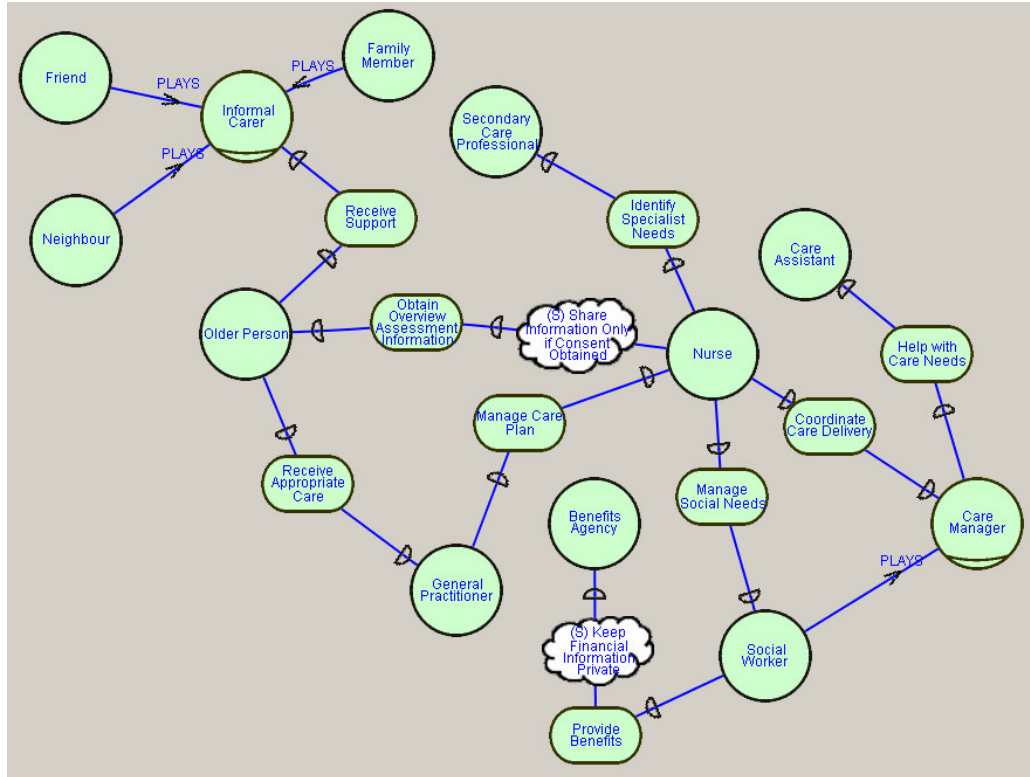 Friend
PLAYS
Informal
Carer
PLAYS
Family
Member
PLAYS
Neighbour
Receive
Support
Secondary
Care
Professional
Identify
Specialist
Needs
Care
Assistant
Older Person
Obtain
Overview
Assessment
Information
(S) Share
Information Only
if Consent
Obtained
Nurse
Help with
Care Needs
Manage Care
Plan
Coordinate
Care Delivery
Receive
Appropriate
Care
Manage
Social Needs
Benefits
Agency
Care
Manager
General
Practitioner
PLAYS
(S) Keep
Financial
Information
Private
Social
Worker
Provide
Benefits